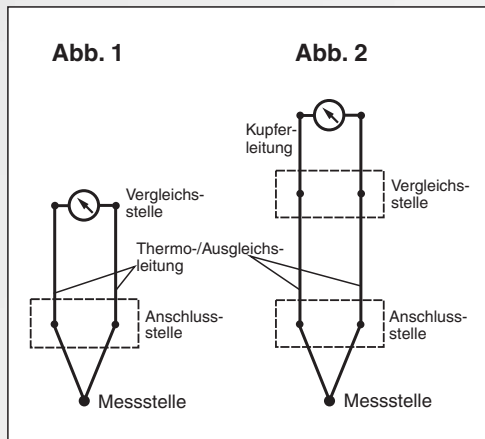 Abb. 1
Abb. 2
Kupfer-
leitung
Vergleichs-
stelle
Vergleichs-
stelle
Thermo-/Ausgleichs-
leitung
Anschluss-
stelle
Anschluss-
stelle
Messstelle
Messstelle